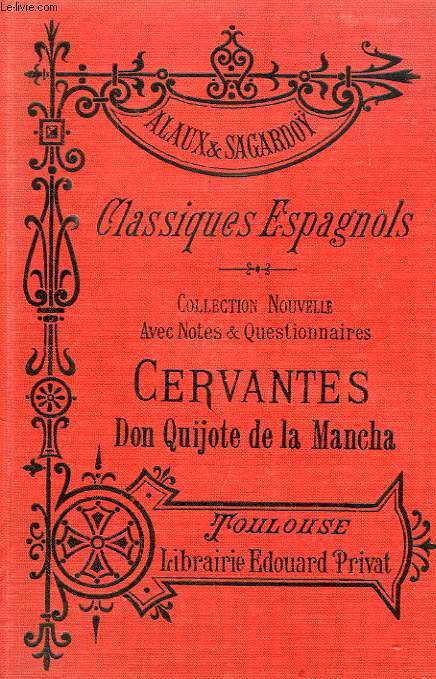 Le-livre.com
ALAUX & SAGARDOŸ
Classiques Espagnols
COLLECTION NOUVELLE
Avec Notes & Questionnaires
CERVANTES
Don Quijote de la Mancha
TOULOUSE
Librairie Edouard Privat